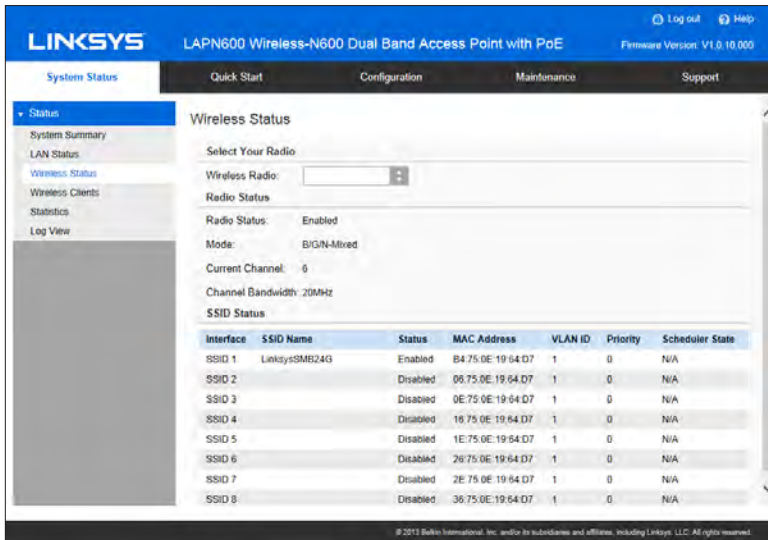 Log out Help
LINKSYS LAPN600 Wireless-N600 Dual Band Access Point with PoE Firmware Version: V1.0.10.000
System Status Quick Start Configuration Maintenance Support
Status
System Summary
LAN Status
Wireless Status
Wireless Clients
Statistics
Log View
Wireless Status
Select Your Radio
Wireless Radio:
Radio Status
Radio Status: Enabled
Mode: B/G/N-Mixed
Current Channel: 6
Channel Bandwidth: 20MHz
SSID Status
Interface SSID Name Status MAC Address VLAN ID Priority Scheduler State
SSID 1 LinksysSMB24G Enabled B4:75:0E:19:64:D7 1 0 N/A
SSID 2 Disabled 06:75:0E:19:64:D7 1 0 N/A
SSID 3 Disabled 0E:75:0E:19:64:D7 1 0 N/A
SSID 4 Disabled 16:75:0E:19:64:D7 1 0 N/A
SSID 5 Disabled 1E:75:0E:19:64:D7 1 0 N/A
SSID 6 Disabled 26:75:0E:19:64:D7 1 0 N/A
SSID 7 Disabled 2E:75:0E:19:64:D7 1 0 N/A
SSID 8 Disabled 36:75:0E:19:64:D7 1 0 N/A
© 2013 Belkin International, Inc. and/or its subsidiaries and affiliates, including Linksys, LLC. All rights reserved.